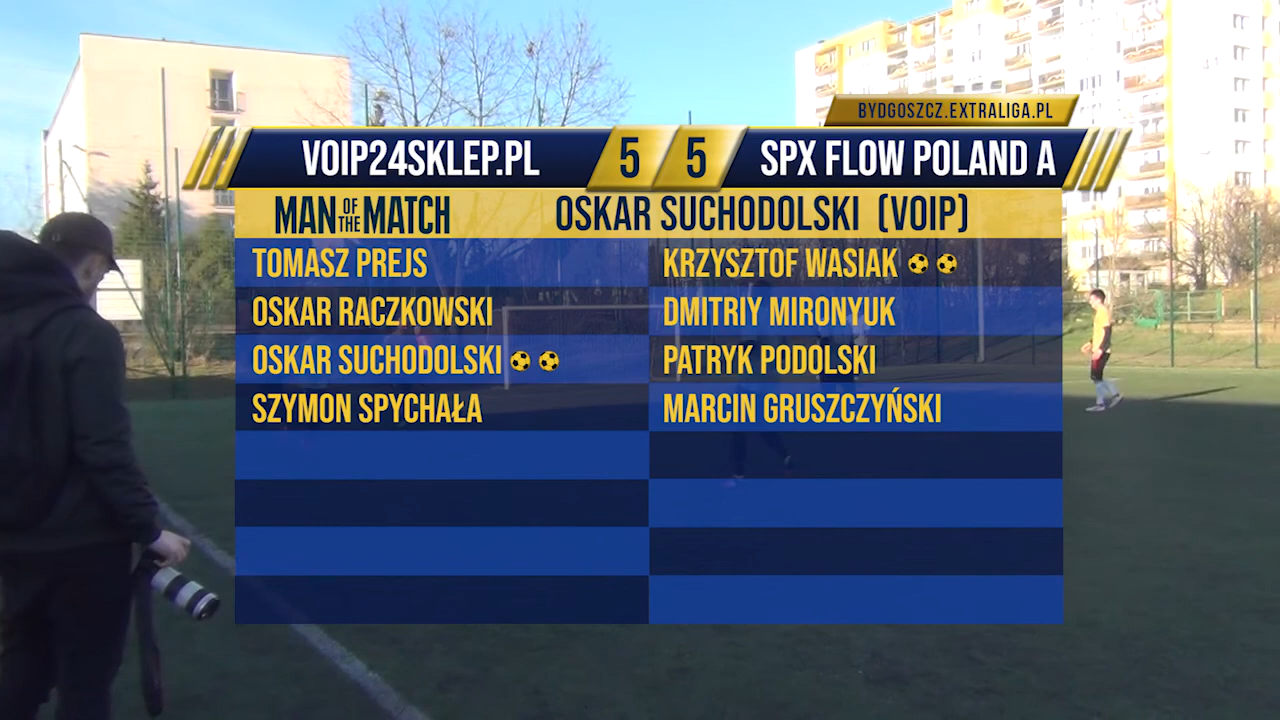 BYDGOSZCZ.EXTRALIGA.PL
VOIP24SKLEP.PL 5 5 SPX FLOW POLAND A
MAN OF THE MATCH OSKAR SUCHODOLSKI (VOIP)
TOMASZ PREJS
OSKAR RACZKOWSKI
OSKAR SUCHODOLSKI
SZYMON SPYCHAŁA
KRZYSZTOF WASIAK
DMITRIY MIRONYUK
PATRYK PODOLSKI
MARCIN GRUSZCZYŃSKI